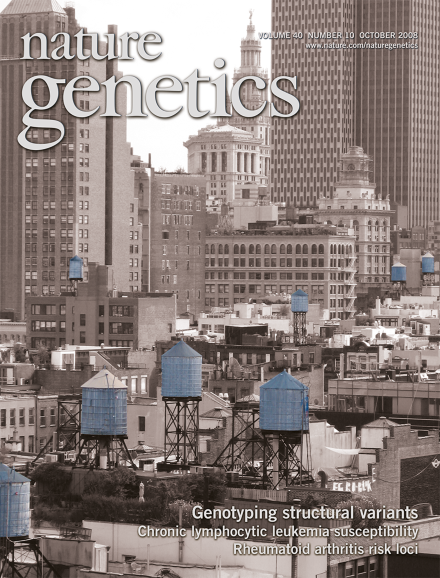 nature
genetics
VOLUME 40 NUMBER 10 OCTOBER 2008
www.nature.com/naturegenetics
Genotyping structural variants
Chronic lymphocytic leukemia susceptibility
Rheumatoid arthritis risk loci